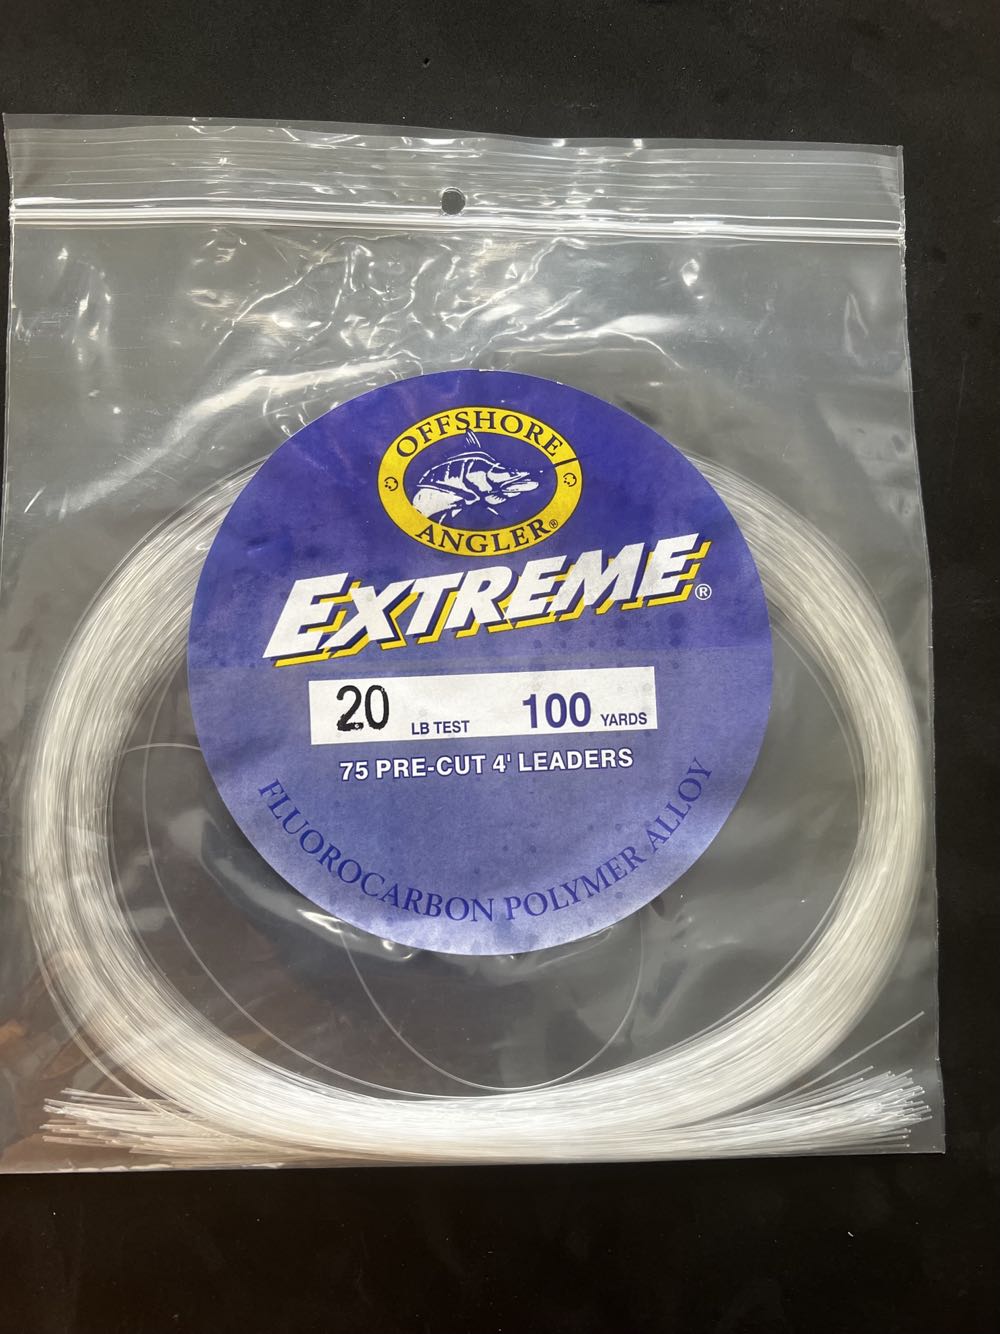 OFFSHORE
ANGLER®
EXTREME®
20 LB TEST 100 YARDS
75 PRE-CUT 4' LEADERS
FLUOROCARBON POLYMER ALLOY